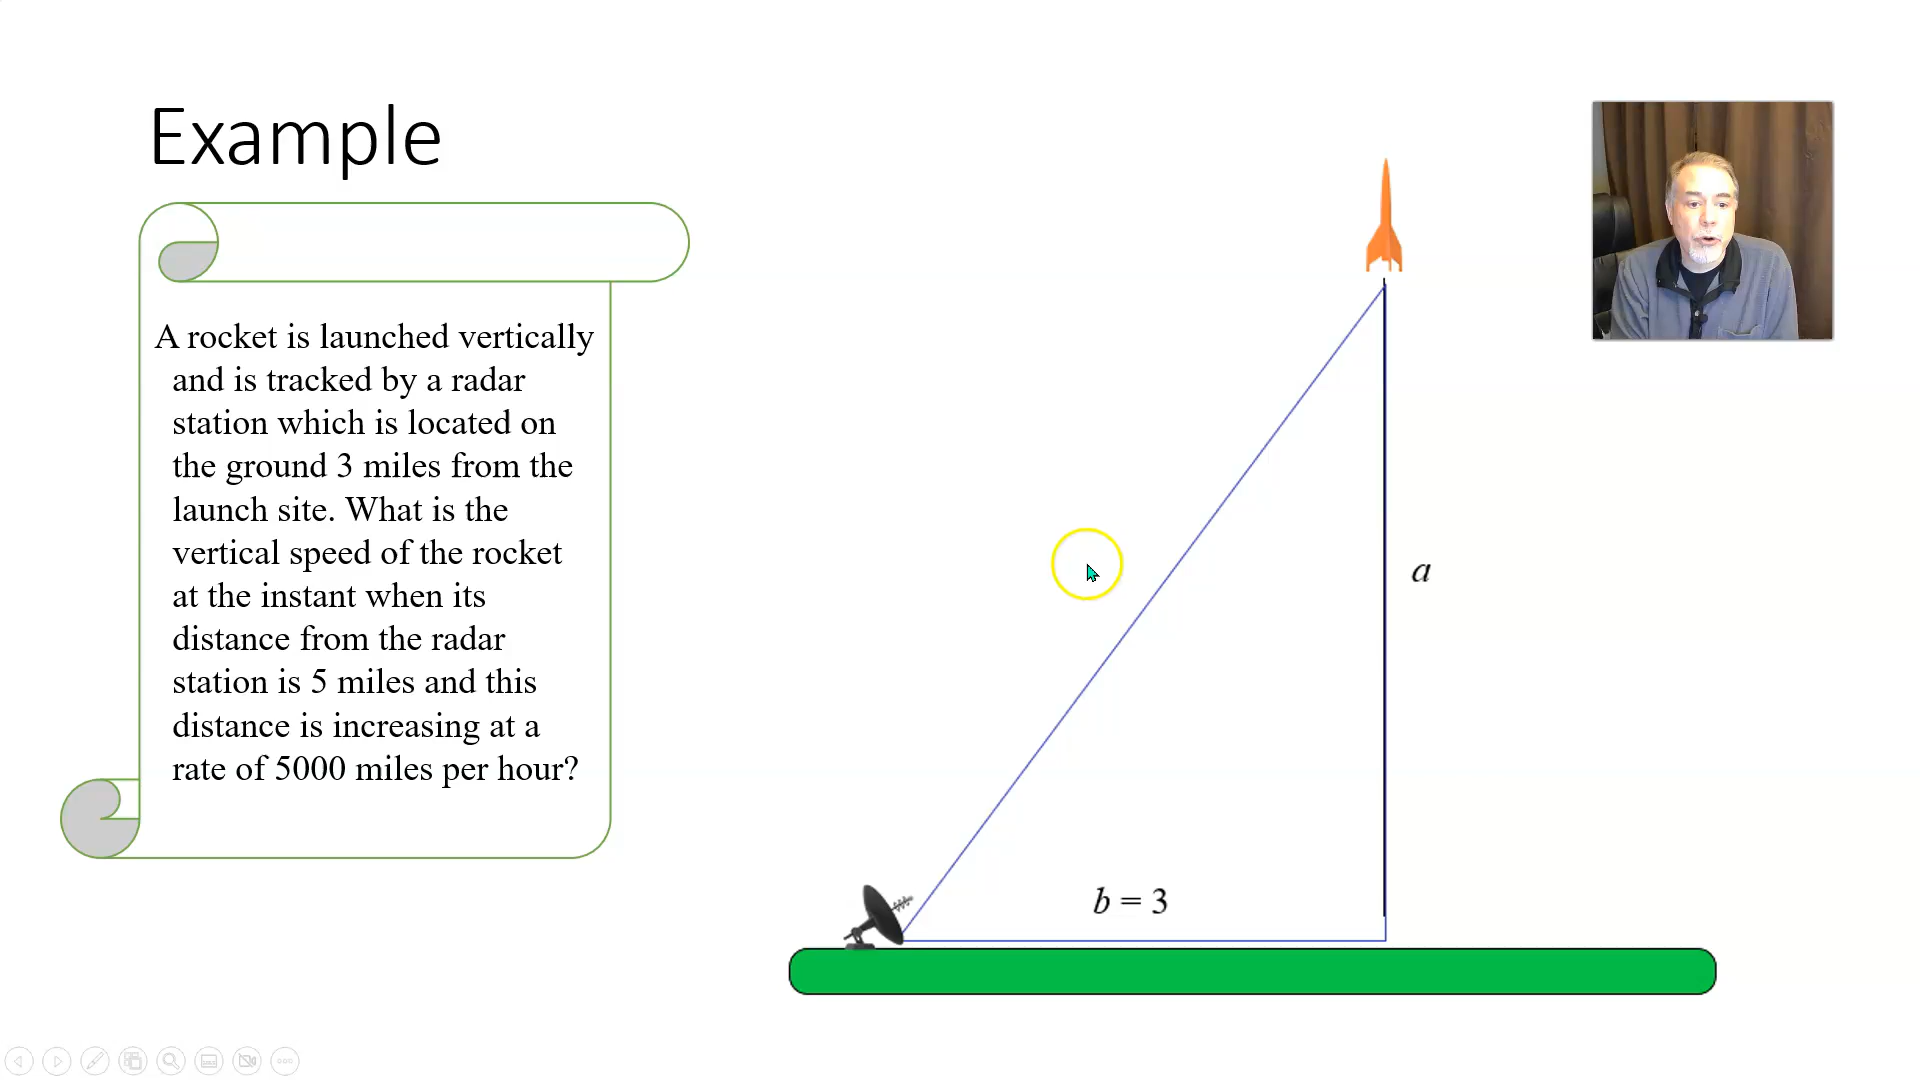 Example
A rocket is launched vertically
and is tracked by a radar
station which is located on
the ground 3 miles from the
launch site. What is the
vertical speed of the rocket
at the instant when its
distance from the radar
station is 5 miles and this
distance is increasing at a
rate of 5000 miles per hour?
a
b = 3